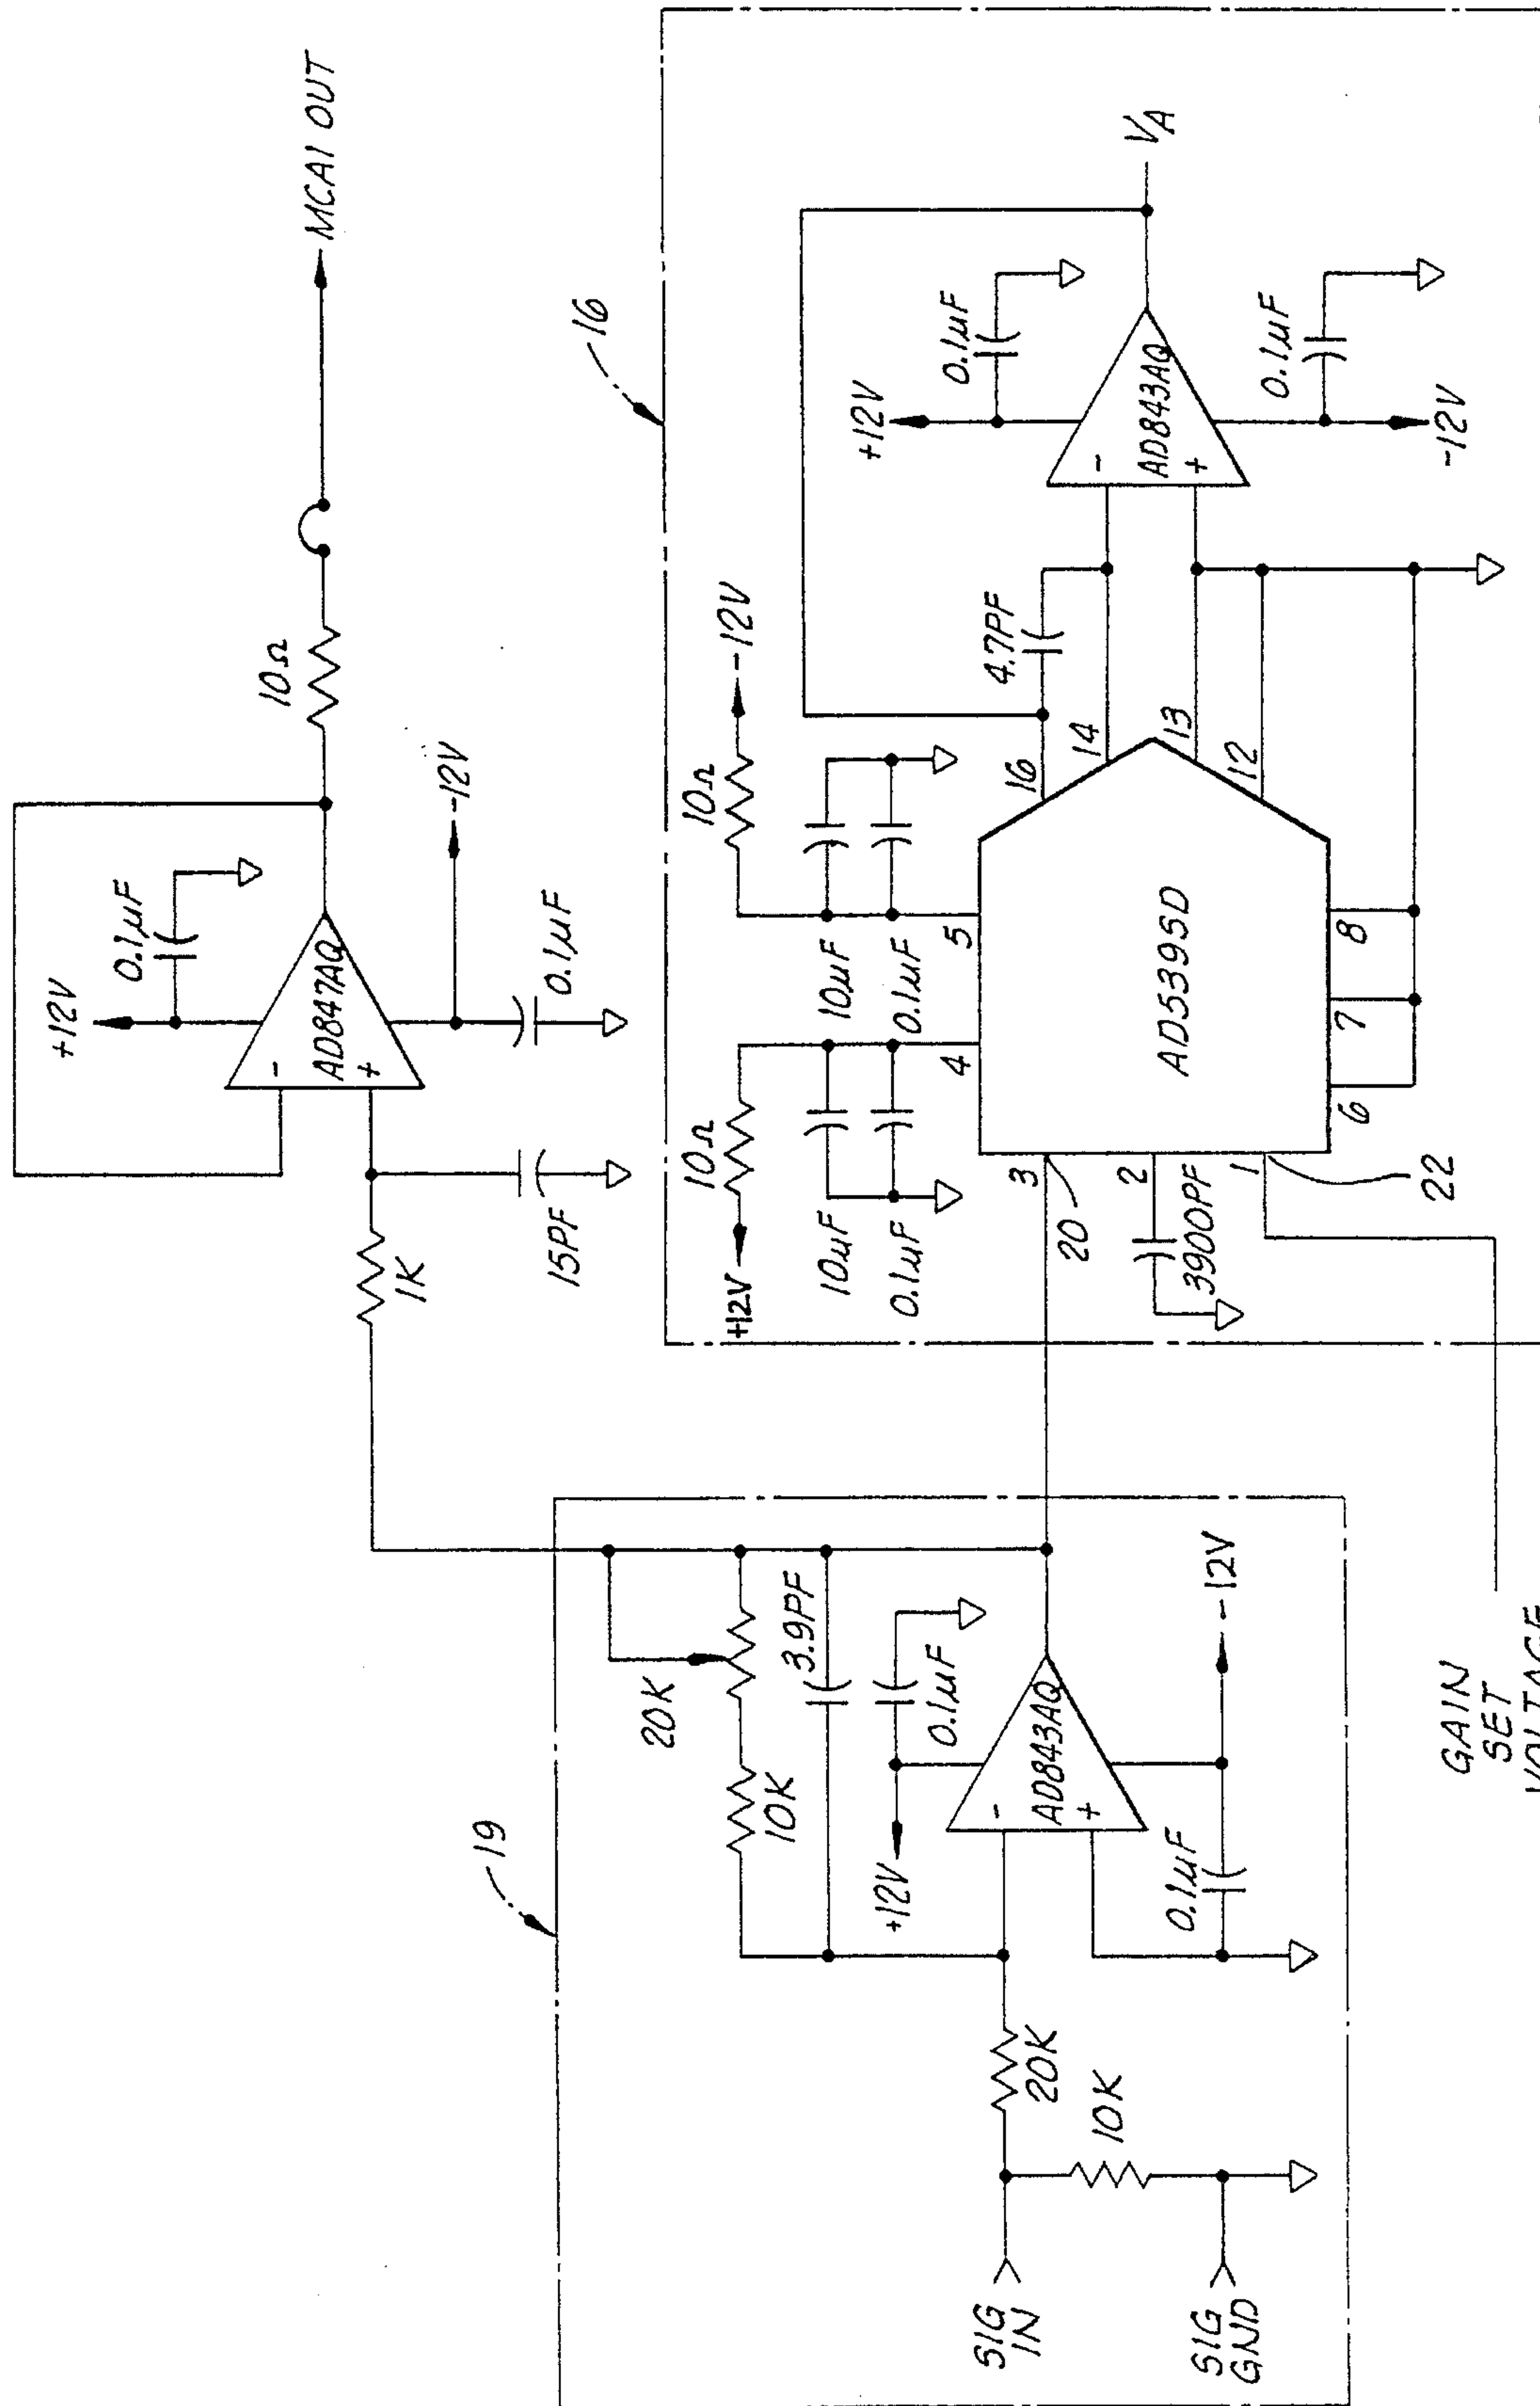 MCA1 OUT
10Ω
+12V
0.1µF
-
AD847AQ
+
-12V
0.1µF
1K
15PF
16
10Ω
-12V
10Ω
+12V
10µF
0.1µF
10µF
0.1µF
5
4
3
20
2
3900PF
1
22
AD539SD
6
7
8
16
14
13
12
4.7PF
+12V
0.1µF
-
AD843AQ
+
0.1µF
-12V
VA
19
20K
10K
3.9PF
+12V
0.1µF
-
AD843AQ
+
-12V
0.1µF
20K
10K
SIG
IN
SIG
GND
GAIN
SET
VOLTAGE